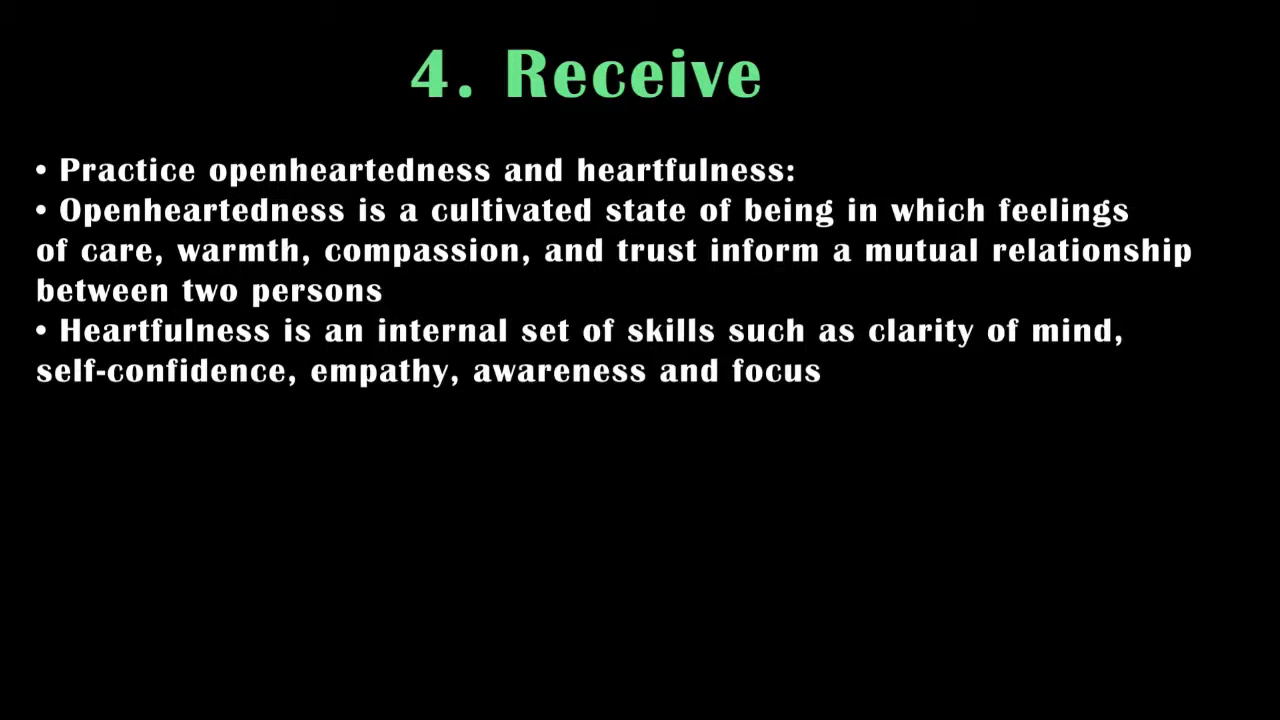 4. Receive
• Practice openheartedness and heartfulness:
• Openheartedness is a cultivated state of being in which feelings
of care, warmth, compassion, and trust inform a mutual relationship
between two persons
• Heartfulness is an internal set of skills such as clarity of mind,
self-confidence, empathy, awareness and focus